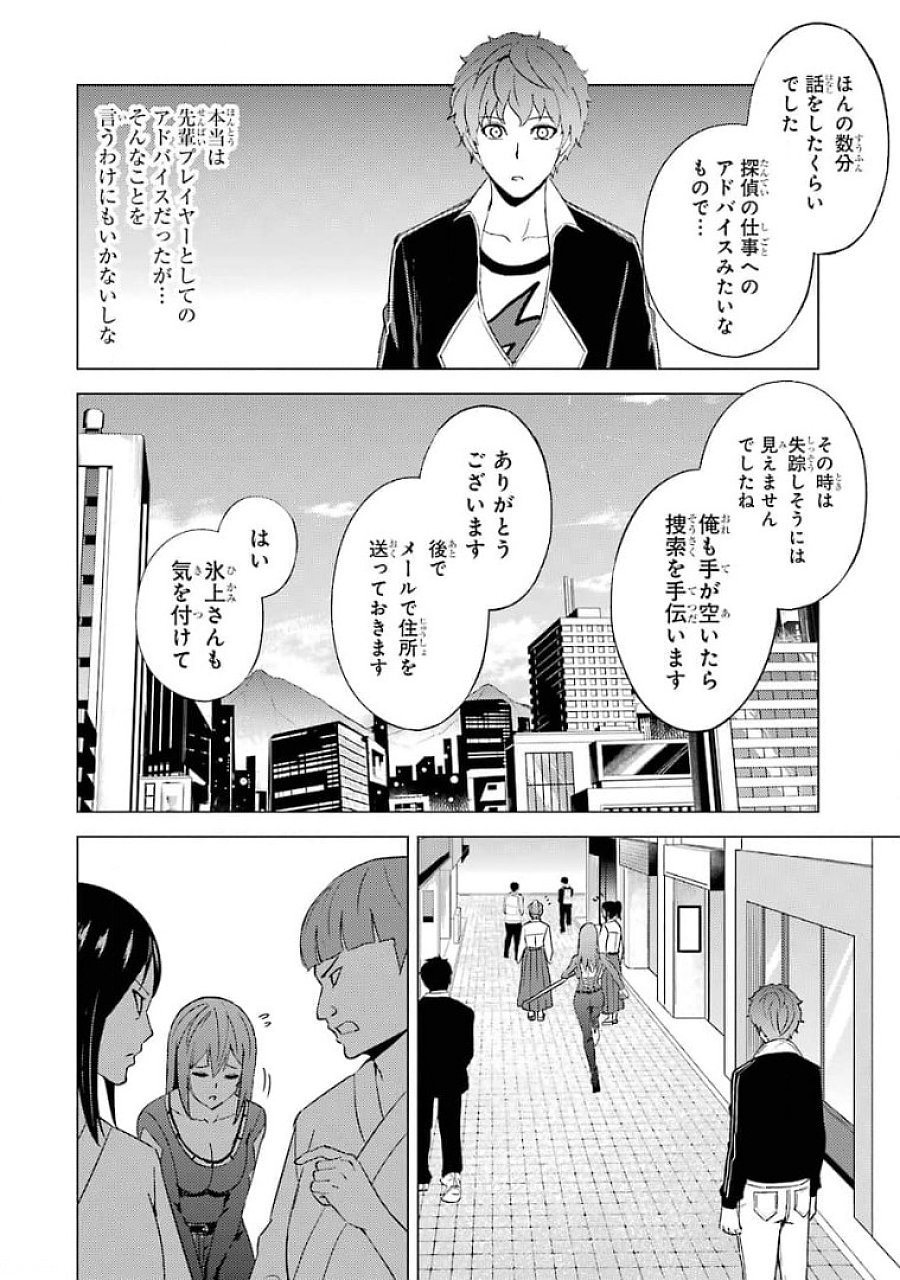 ほんの数分
話をしたくらい
でした
探偵の仕事への
アドバイスみたいな
もので…
本当は
先輩プレイヤーとしての
アドバイスだったが…
そんなことを
言うわけにもいかないしな
その時は
失踪しそうには
見えません
でしたね
俺も手が空いたら
捜索を手伝います
ありがとう
ございます
後で
メールで住所を
送っておきます
はい
氷上さんも
気を付けて